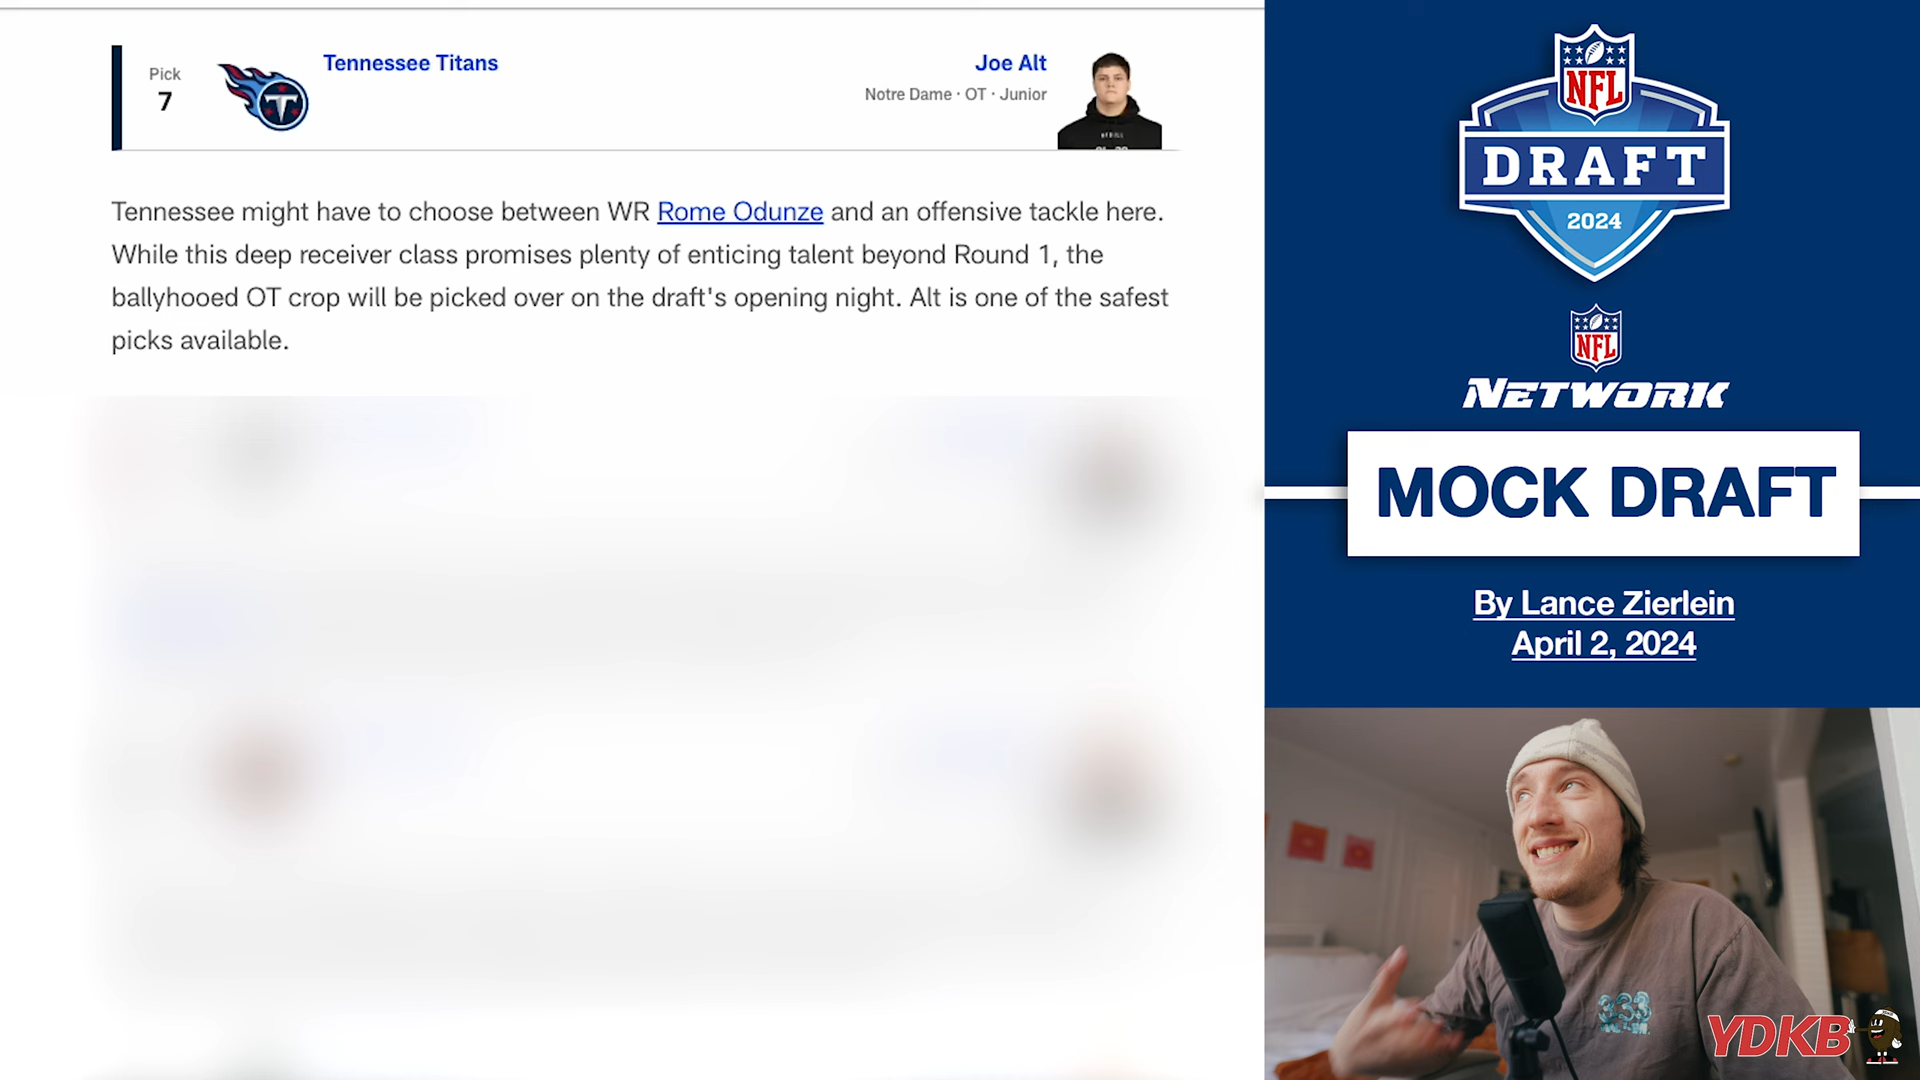 Pick
7
Tennessee Titans
Joe Alt
Notre Dame · OT · Junior
Tennessee might have to choose between WR Rome Odunze and an offensive tackle here.
While this deep receiver class promises plenty of enticing talent beyond Round 1, the
ballyhooed OT crop will be picked over on the draft's opening night. Alt is one of the safest
picks available.
NFL
DRAFT
2024
NFL
NETWORK
MOCK DRAFT
By Lance Zierlein
April 2, 2024
333
YDKB